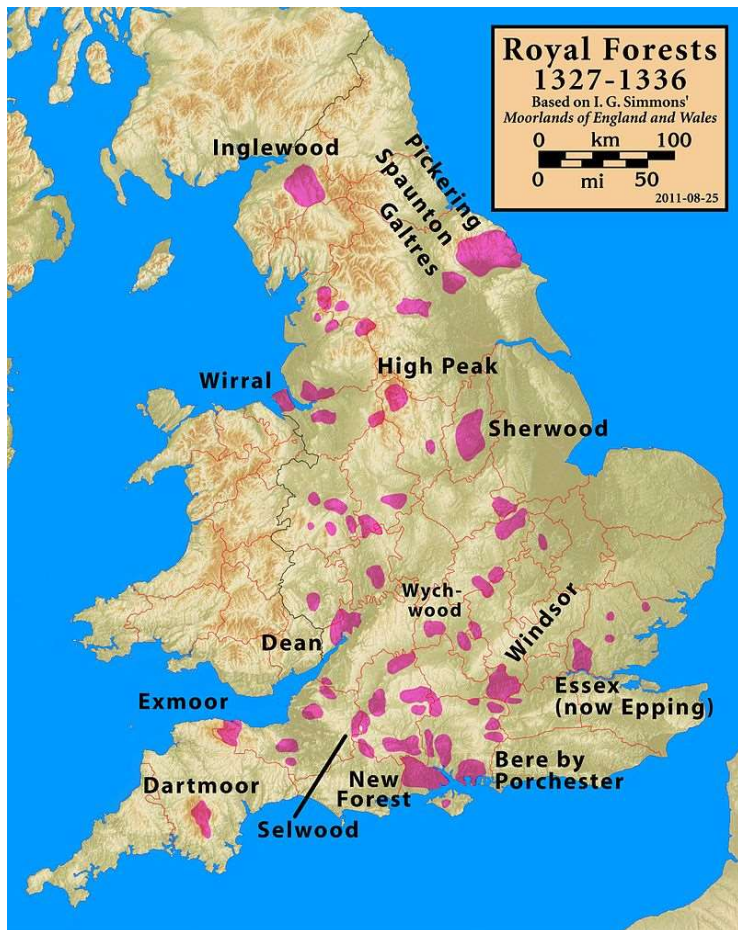 Royal Forests
1327-1336
Based on I. G. Simmons'
Moorlands of England and Wales
0 km 100
0 mi 50
2011-08-25
Inglewood
Pickering
Spaunton
Galtres
High Peak
Wirral
Sherwood
Wych-
wood
Windsor
Dean
Essex
(now Epping)
Exmoor
Bere by
Porchester
New
Forest
Dartmoor
Selwood